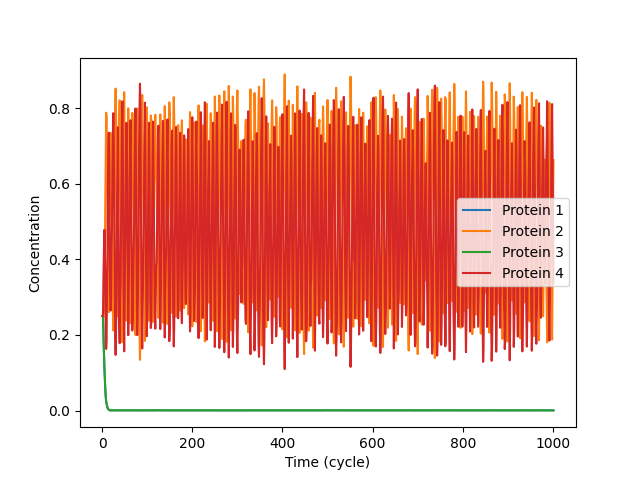 Concentration
0.8
0.6
0.4
0.2
0.0
Protein 1
Protein 2
Protein 3
Protein 4
0
200
400
600
800
1000
Time (cycle)